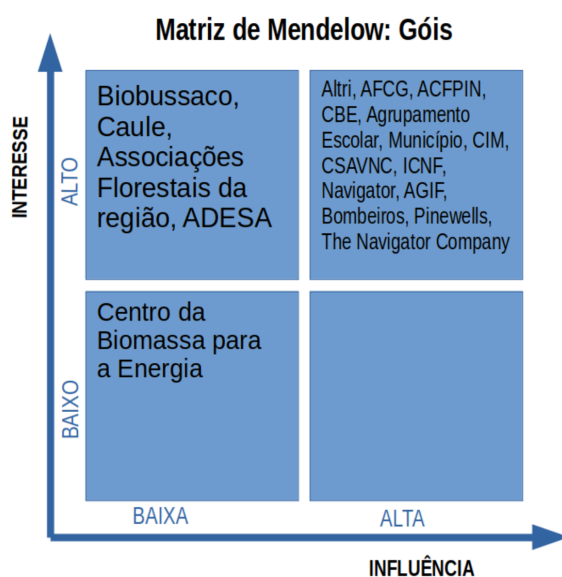 Matriz de Mendelow: Góis
INTERESSE
ALTO
Biobussaco,
Caule,
Associações
Florestais da
região, ADESA
Altri, AFCG, ACFPIN,
CBE, Agrupamento
Escolar, Município, CIM,
CSAVNC, ICNF,
Navigator, AGIF,
Bombeiros, Pinewells,
The Navigator Company
BAIXO
Centro da
Biomassa para
a Energia
BAIXA
ALTA
INFLUÊNCIA